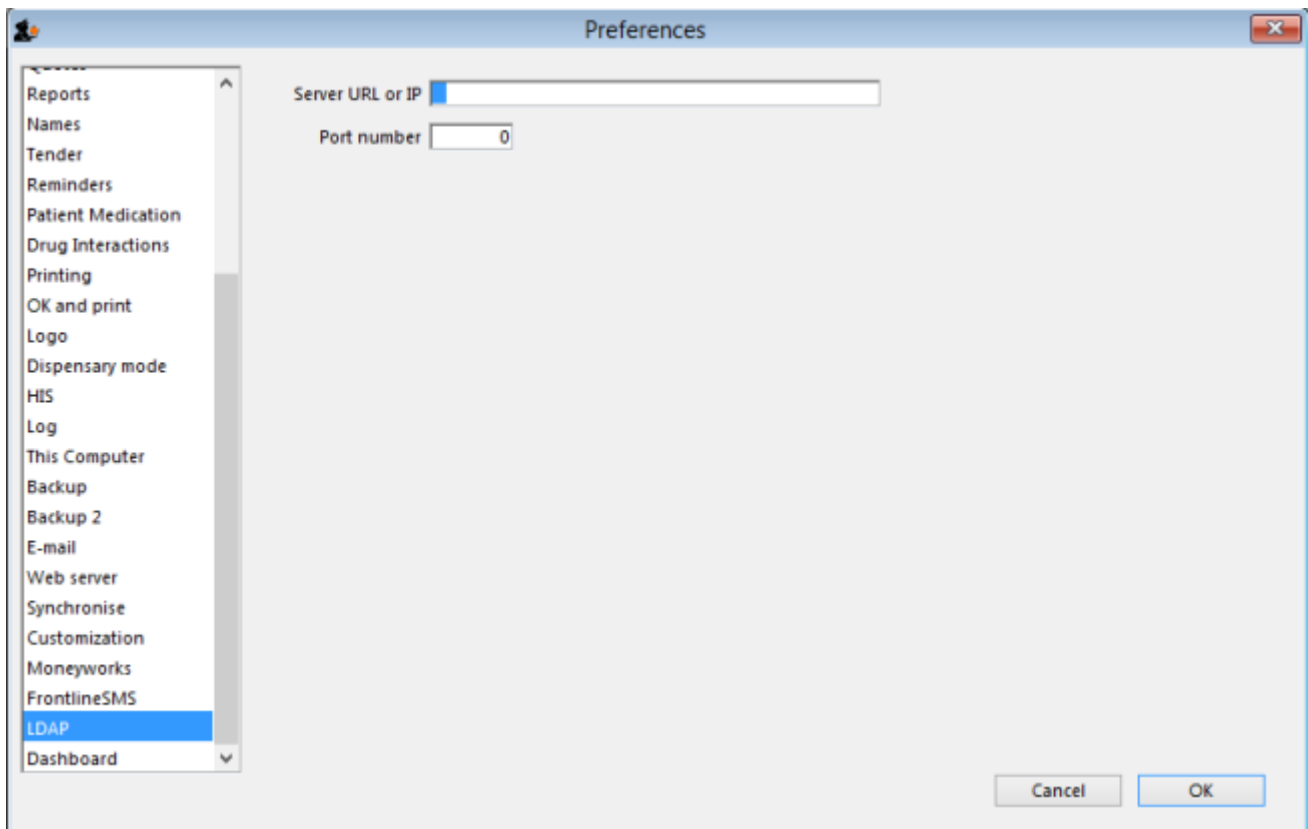 Preferences
Reports
Names
Tender
Reminders
Patient Medication
Drug Interactions
Printing
OK and print
Logo
Dispensary mode
HIS
Log
This Computer
Backup
Backup 2
E-mail
Web server
Synchronise
Customization
Moneyworks
FrontlineSMS
LDAP
Dashboard
Server URL or IP
Port number 0
Cancel OK